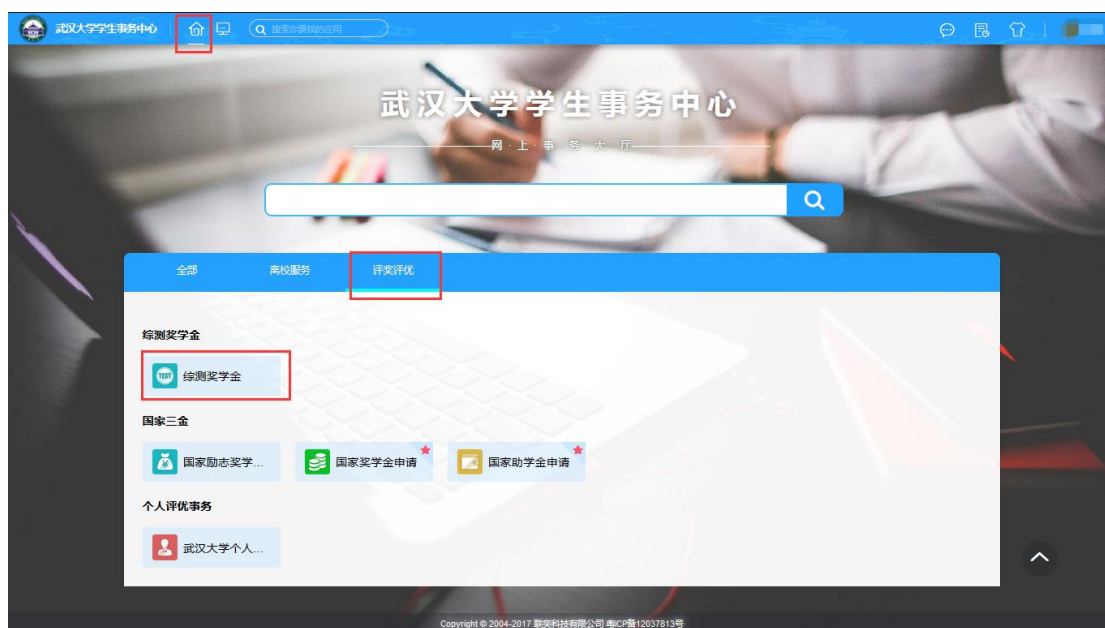 武汉大学学生事务中心
搜索你要找的应用
武汉大学学生事务中心
网·上·事·务·大·厅
全部 离校服务 评奖评优
综测奖学金
TEST 综测奖学金
国家三金
国家励志奖学... 国家奖学金申请 国家助学金申请
个人评优事务
武汉大学个人...
Copyright © 2004-2017 联奕科技有限公司 粤ICP备12037813号